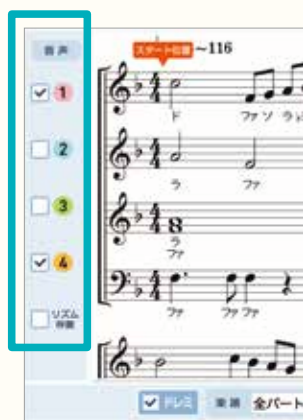 音声
スタート位置 ~116
1
ド ファ ソ ラ
2
ラ ファ
3
ラ
ファ
4
ファ ファ ファ
リズム
伴奏
ドレミ 楽譜 全パート